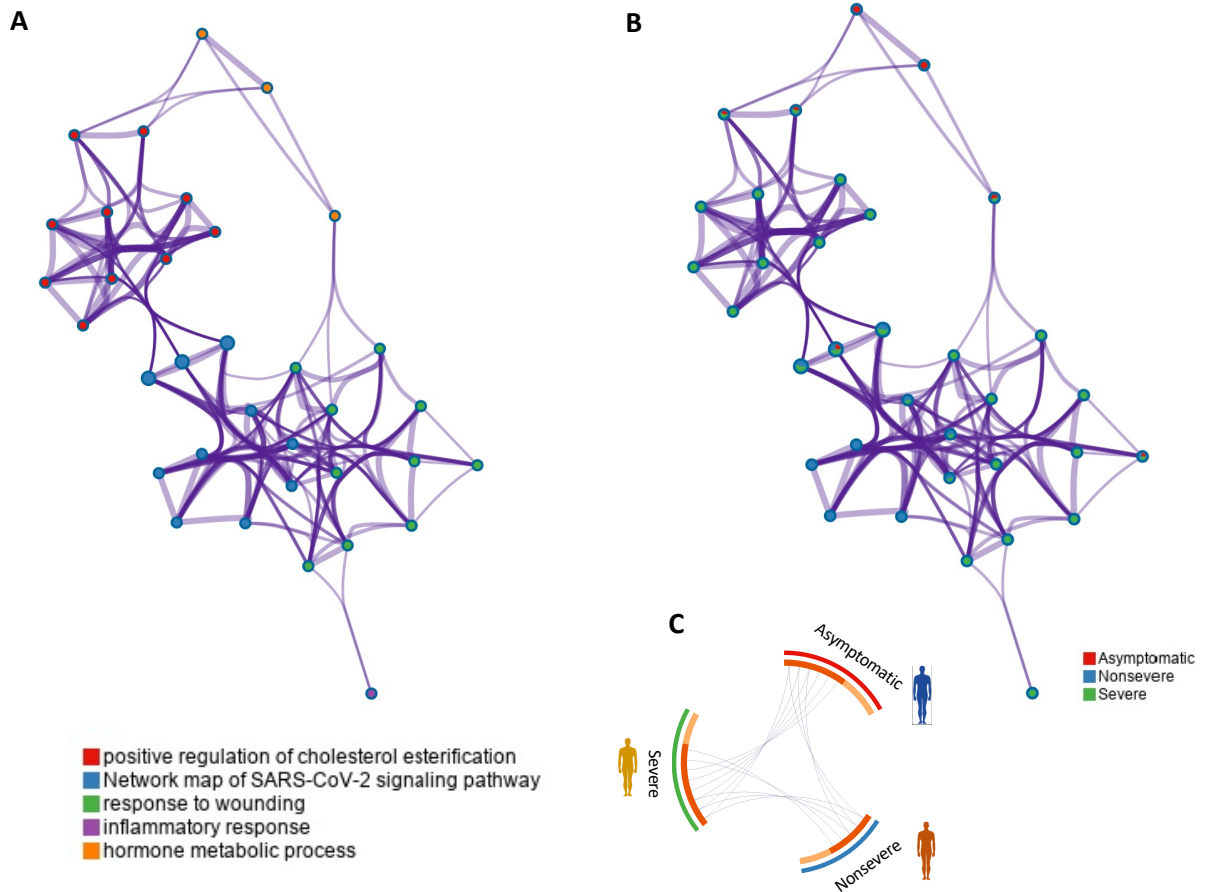 A
B
positive regulation of cholesterol esterification
Network map of SARS-CoV-2 signaling pathway
response to wounding
inflammatory response
hormone metabolic process
C
Asymptomatic
Severe
Nonsevere
Asymptomatic
Nonsevere
Severe